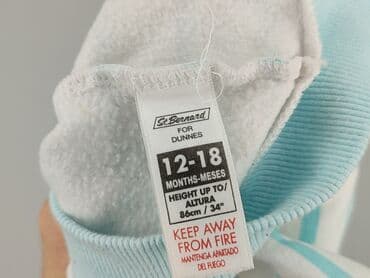 St. Bernard
FOR
DUNNES
12-18
MONTHS-MESES
HEIGHT UP TO/
ALTURA
86cm / 34"
KEEP AWAY
FROM FIRE
MANTENGA APARTADO
DEL FUEGO